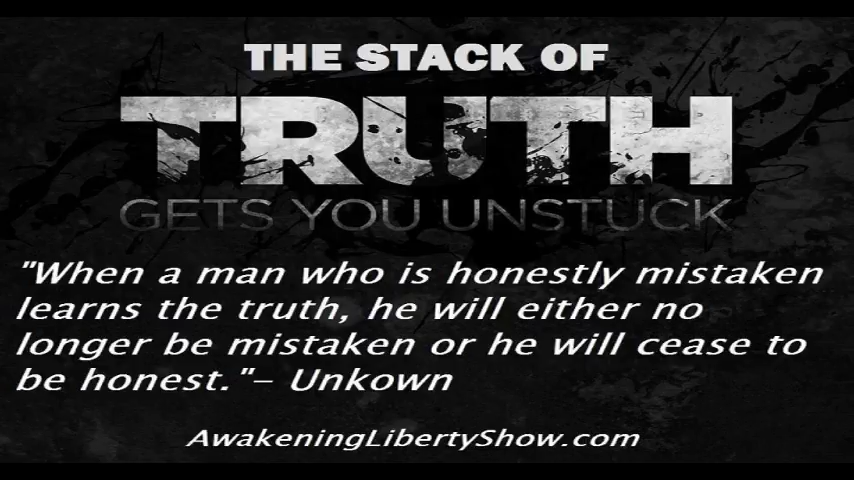 THE STACK OF
TRUTH
GETS YOU UNSTUCK
"When a man who is honestly mistaken
learns the truth, he will either no
longer be mistaken or he will cease to
be honest."- Unkown
AwakeningLibertyShow.com